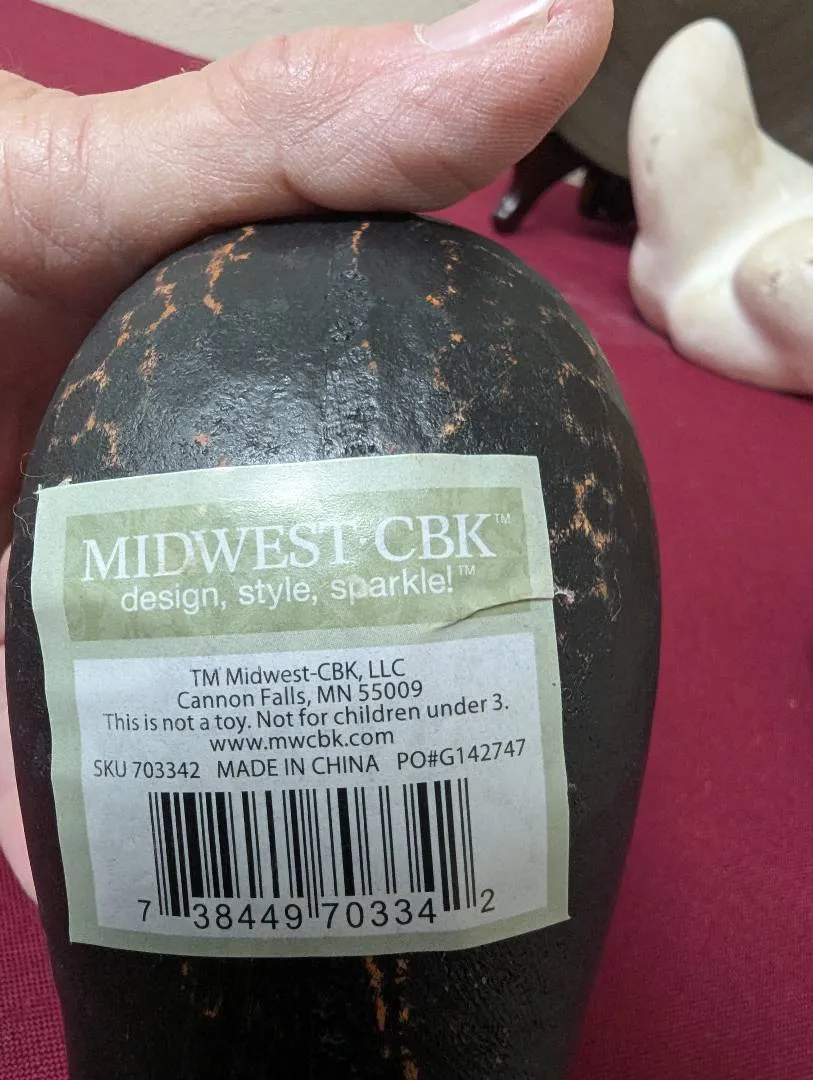 MIDWEST·CBK™
design, style, sparkle!™
TM Midwest-CBK, LLC
Cannon Falls, MN 55009
This is not a toy. Not for children under 3.
www.mwcbk.com
SKU 703342 MADE IN CHINA PO#G142747
7 38449 70334 2